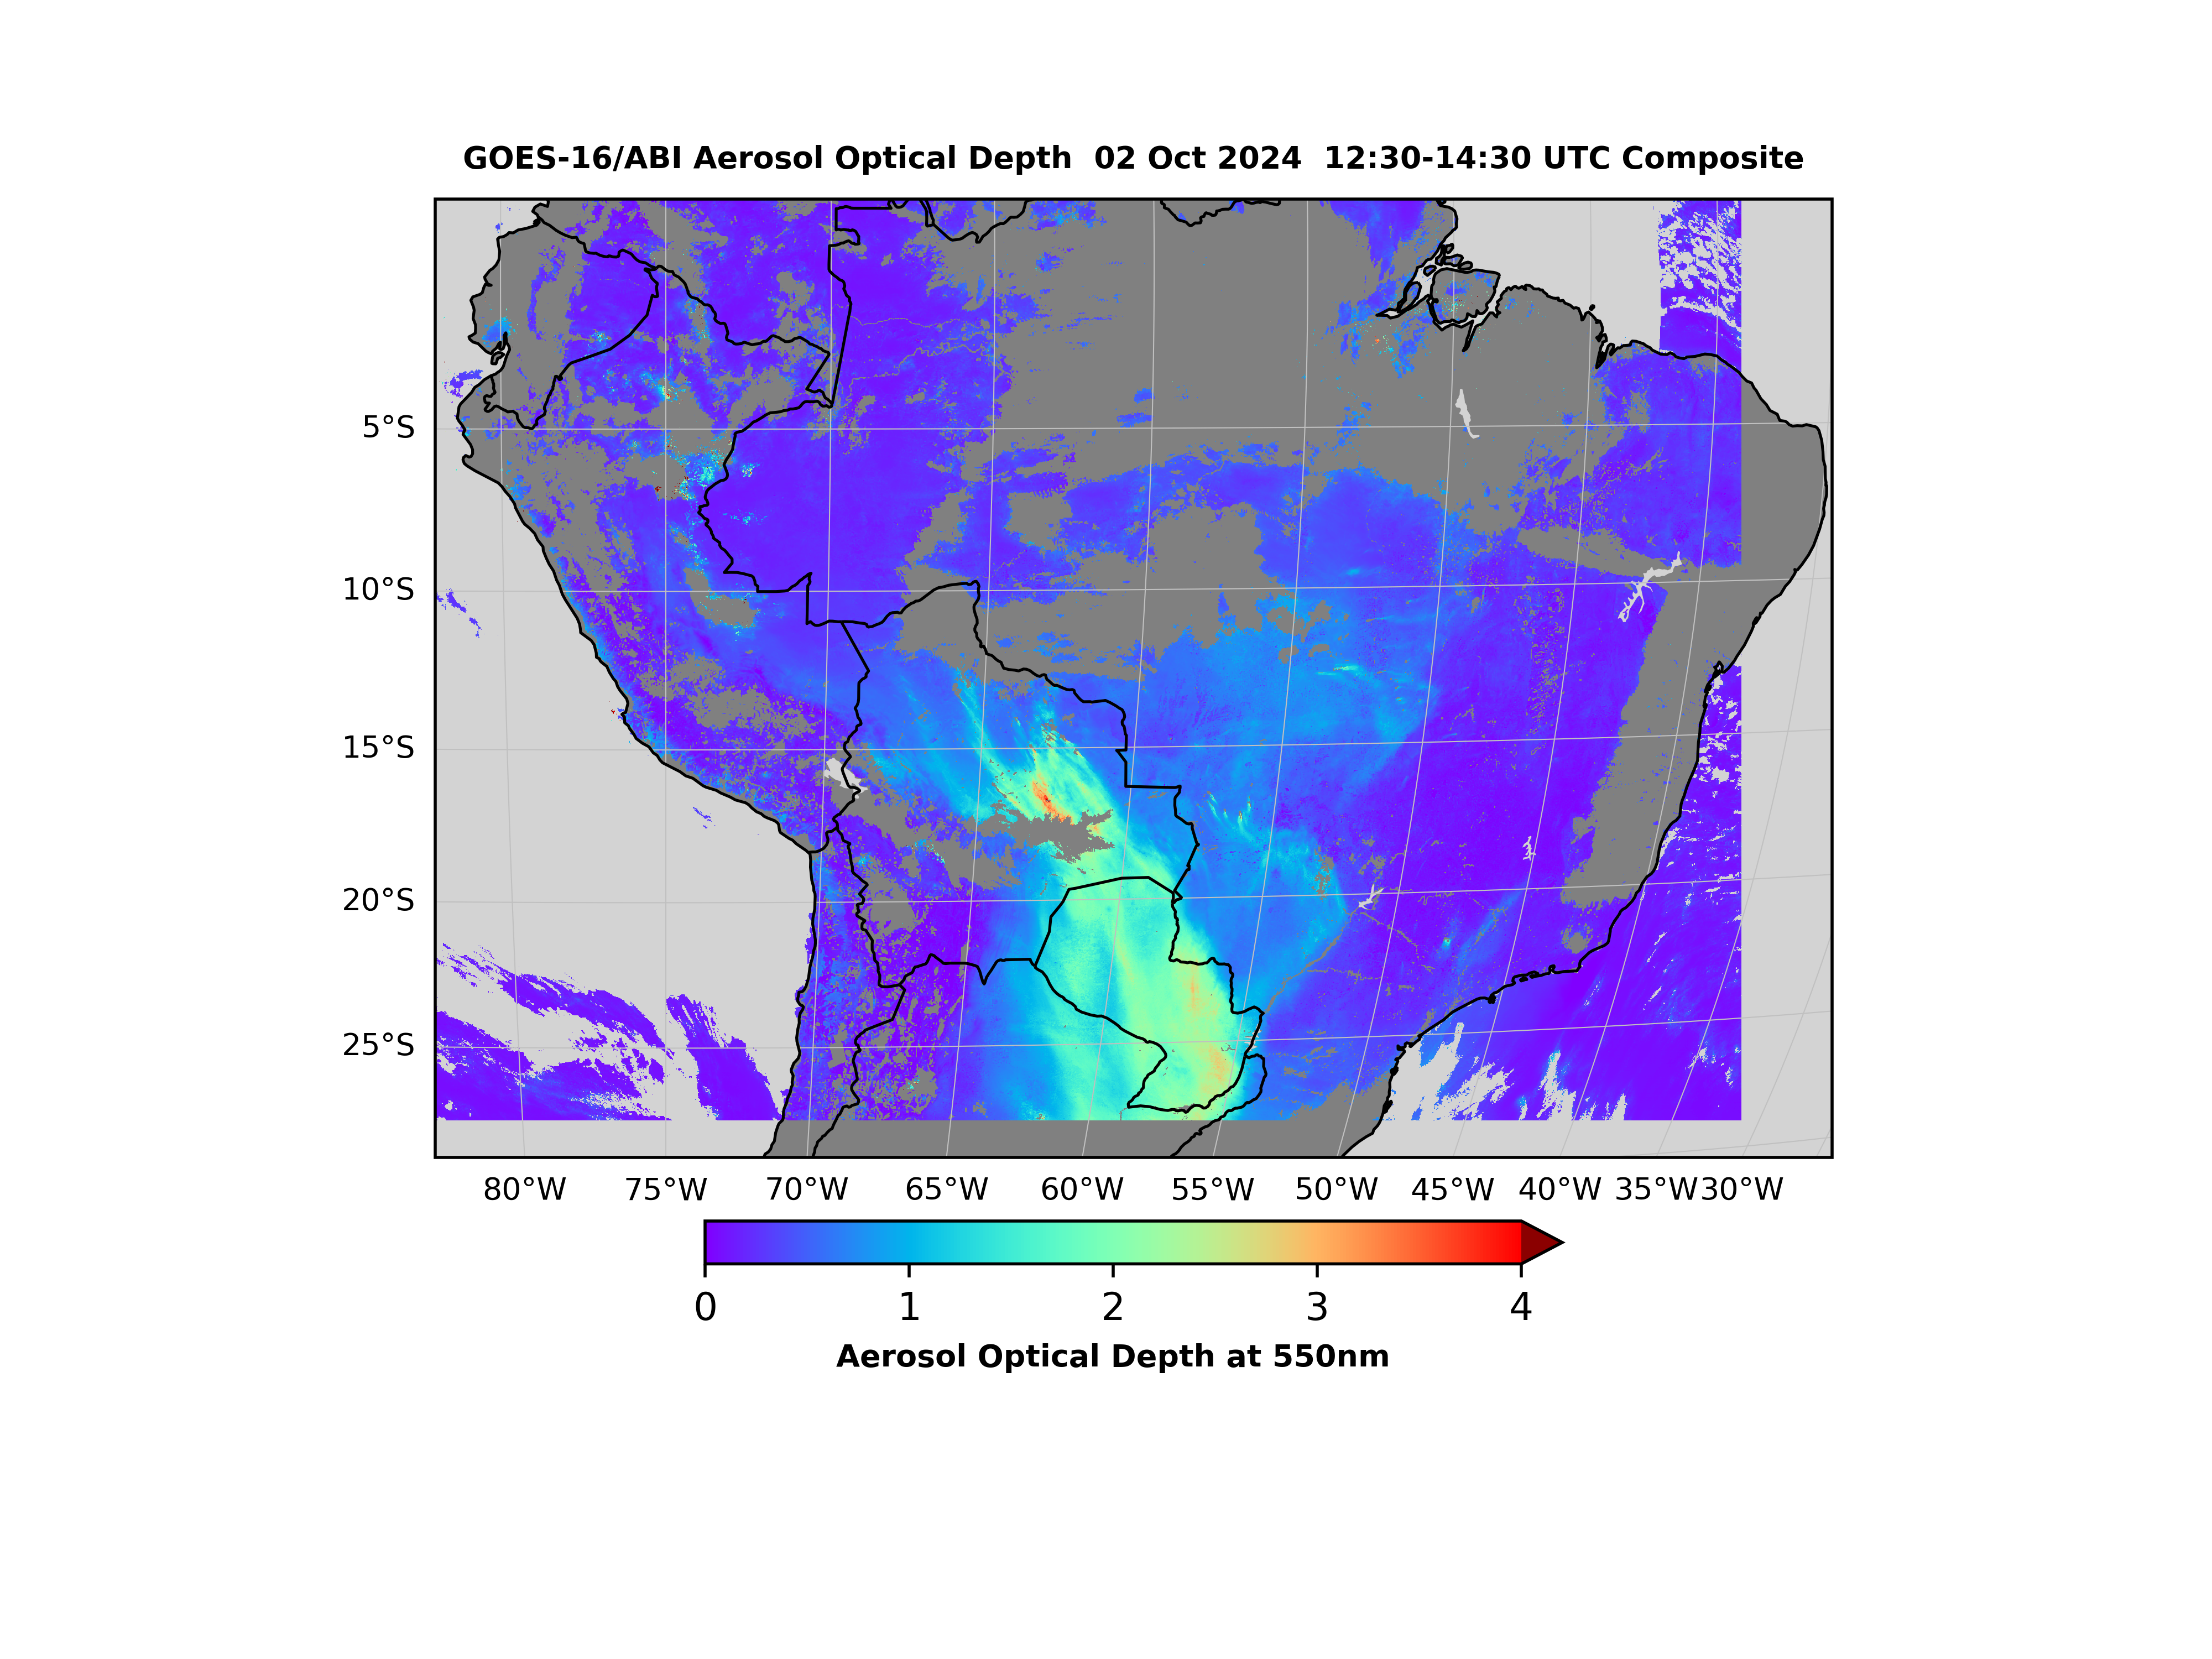 GOES-16/ABI Aerosol Optical Depth  02 Oct 2024  12:30-14:30 UTC Composite
5°S
10°S
15°S
20°S
25°S
80°W 75°W 70°W 65°W 60°W 55°W 50°W 45°W 40°W 35°W 30°W
0 1 2 3 4
Aerosol Optical Depth at 550nm